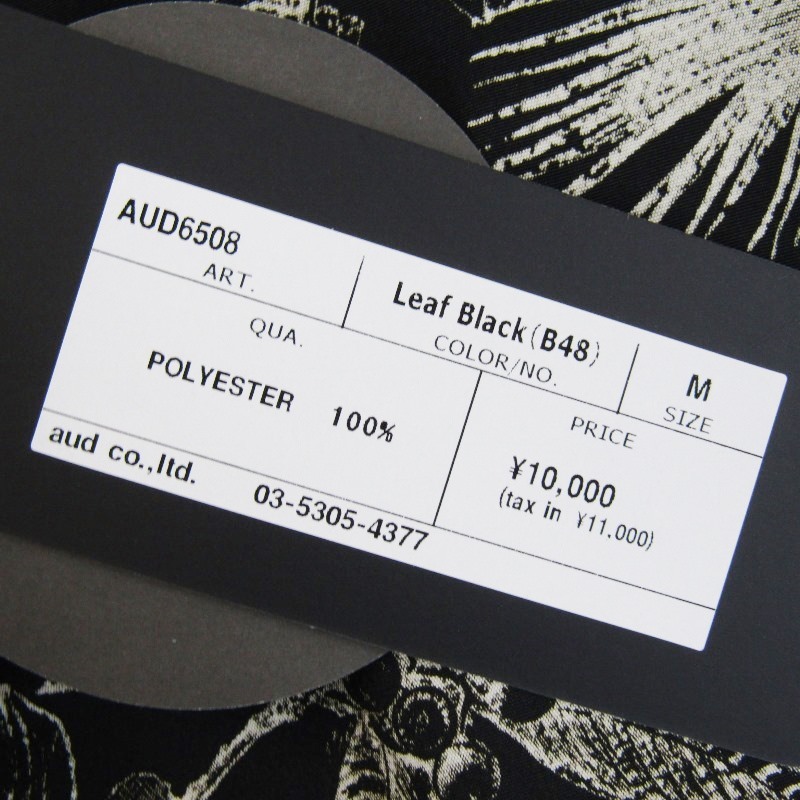 AUD6508
ART.
Leaf Black(B48)
COLOR/NO.
M
SIZE
QUA.
POLYESTER 100%
PRICE
¥10,000
(tax in ¥11,000)
aud co.,ltd. 03-5305-4377